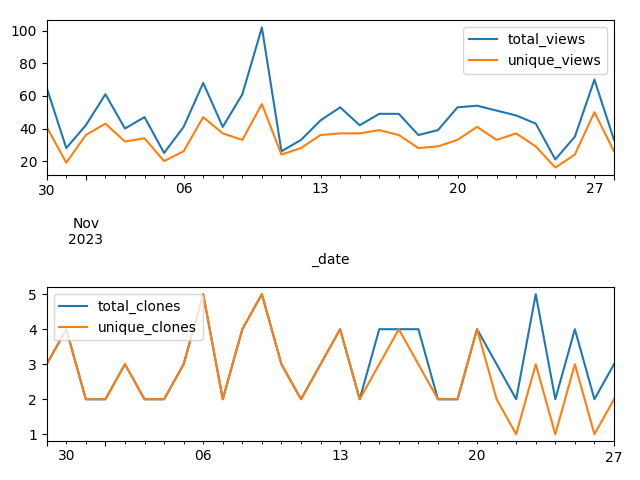 total_views
unique_views
100
80
60
40
20
30 06 13 20 27
Nov
2023
_date
total_clones
unique_clones
5
4
3
2
1
30 06 13 20 27